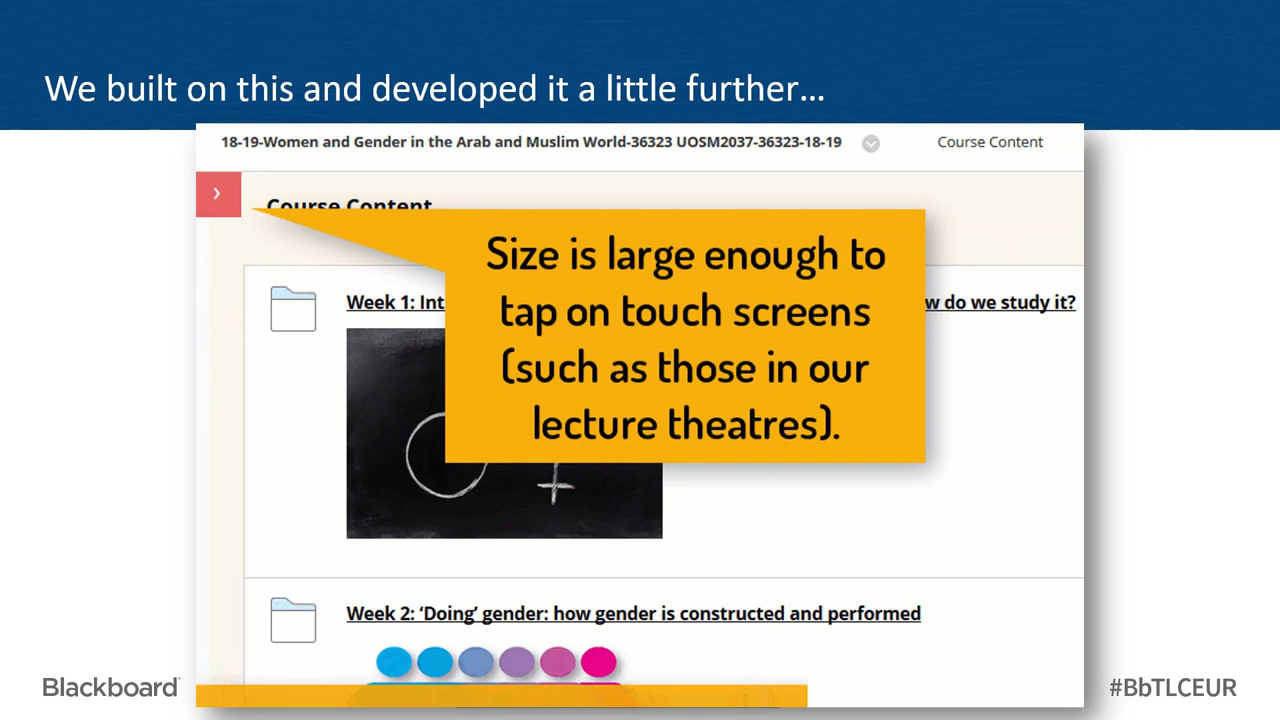 We built on this and developed it a little further...
18-19-Women and Gender in the Arab and Muslim World-36323 UOSM2037-36323-18-19 Course Content
Course Content
Size is large enough to
tap on touch screens
(such as those in our
lecture theatres).
Week 1: Int w do we study it?
Week 2: ‘Doing’ gender: how gender is constructed and performed
Blackboard
#BbTLCEUR